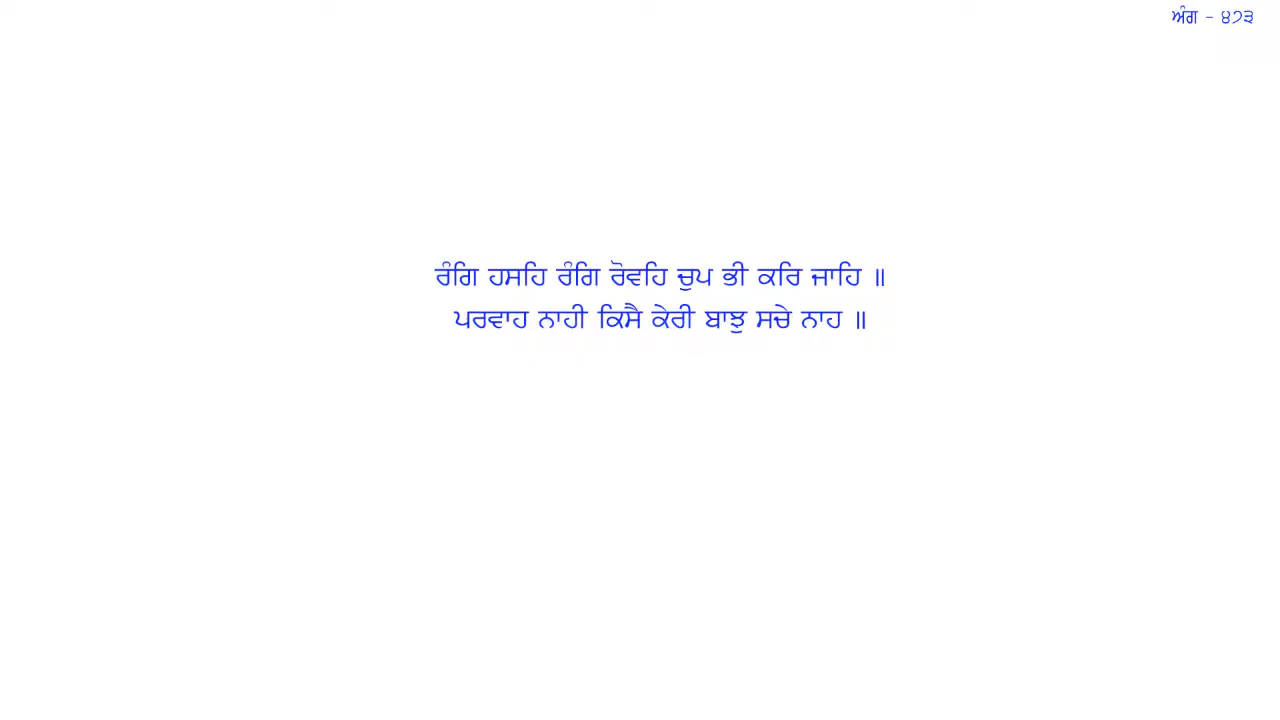 ਅੰਗ - ੪੭੩
ਰੰਗਿ ਹਸਹਿ ਰੰਗਿ ਰੋਵਹਿ ਚੁਪ ਭੀ ਕਰਿ ਜਾਹਿ ॥
ਪਰਵਾਹ ਨਾਹੀ ਕਿਸੈ ਕੇਰੀ ਬਾਝੁ ਸਚੇ ਨਾਹ ॥